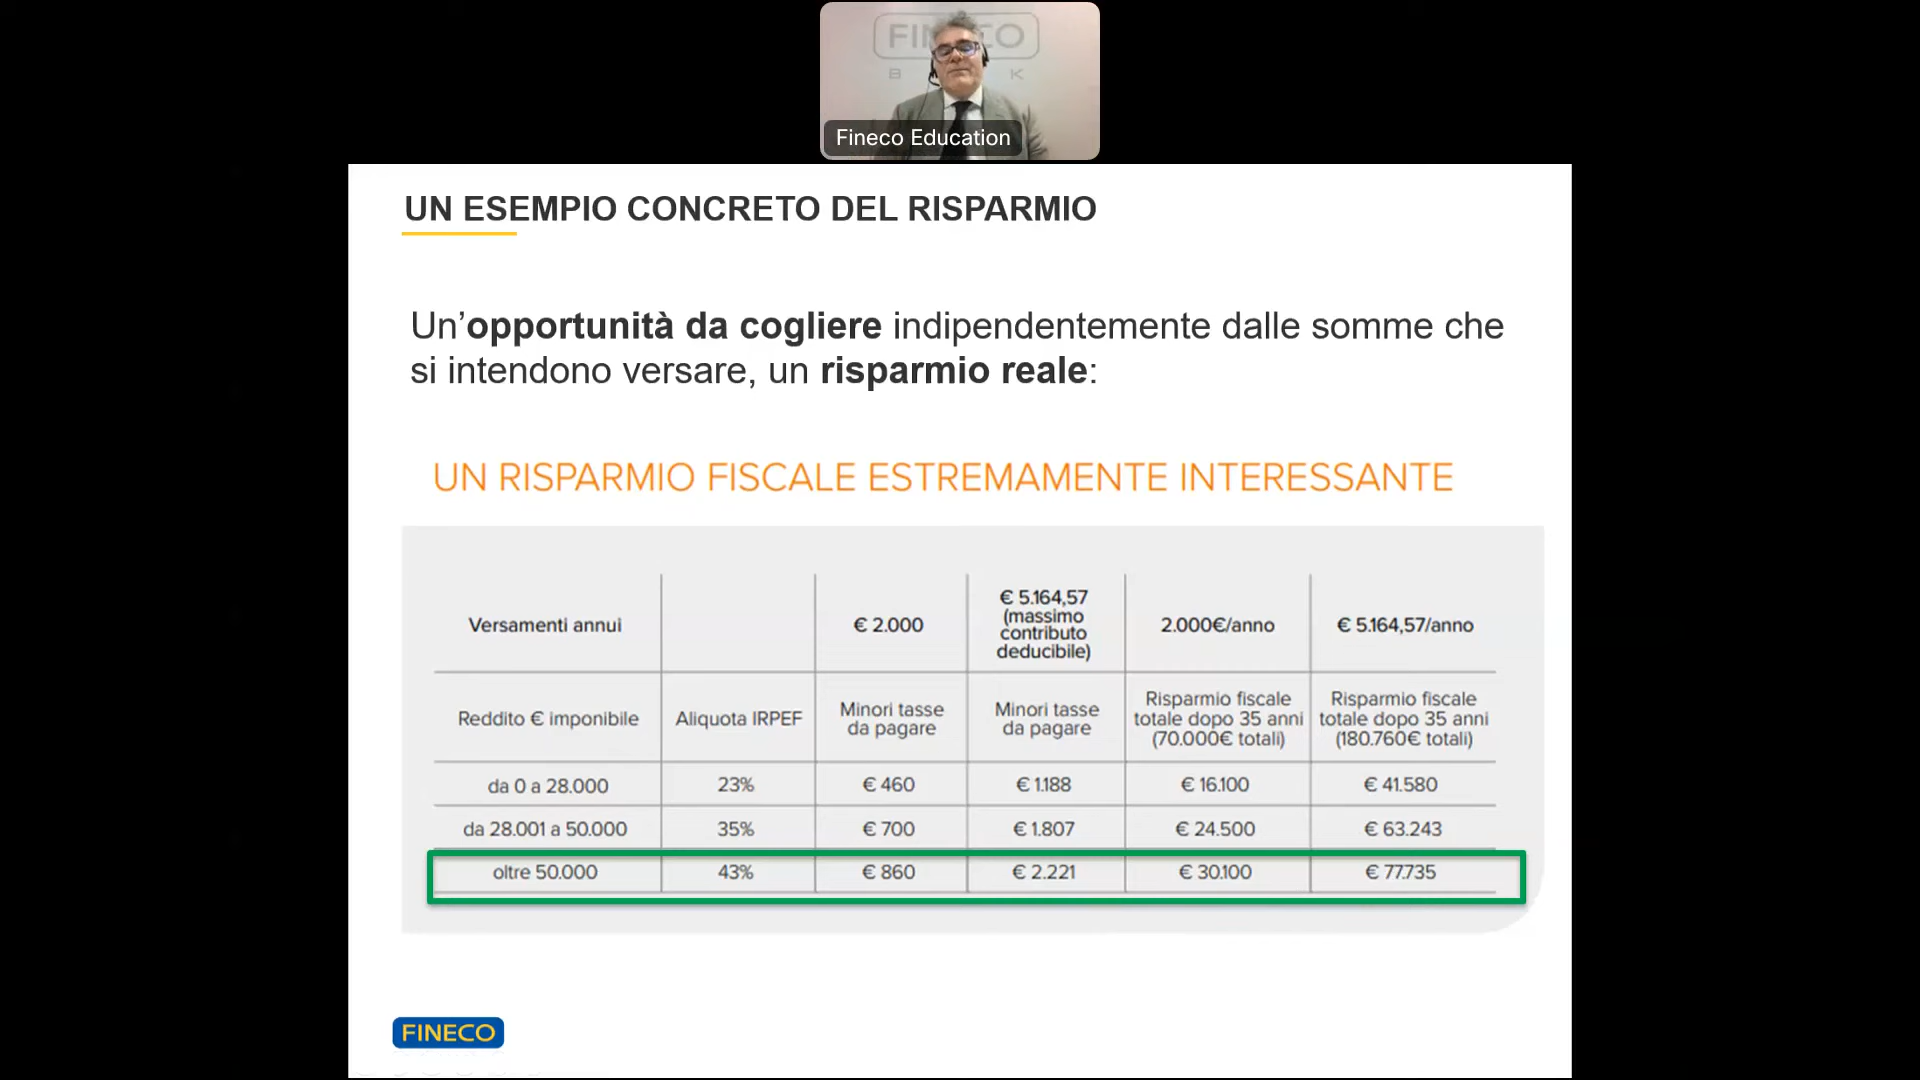 FINECO
B K
Fineco Education
UN ESEMPIO CONCRETO DEL RISPARMIO
Un’opportunità da cogliere indipendentemente dalle somme che
si intendono versare, un risparmio reale:
UN RISPARMIO FISCALE ESTREMAMENTE INTERESSANTE
Versamenti annui
€ 2.000
€ 5.164,57
(massimo
contributo
deducibile)
2.000€/anno
€ 5.164,57/anno
Reddito € imponibile
Aliquota IRPEF
Minori tasse
da pagare
Minori tasse
da pagare
Risparmio fiscale
totale dopo 35 anni
(70.000€ totali)
Risparmio fiscale
totale dopo 35 anni
(180.760€ totali)
da 0 a 28.000 23% € 460 € 1.188 € 16.100 € 41.580
da 28.001 a 50.000 35% € 700 € 1.807 € 24.500 € 63.243
oltre 50.000 43% € 860 € 2.221 € 30.100 € 77.735
FINECO